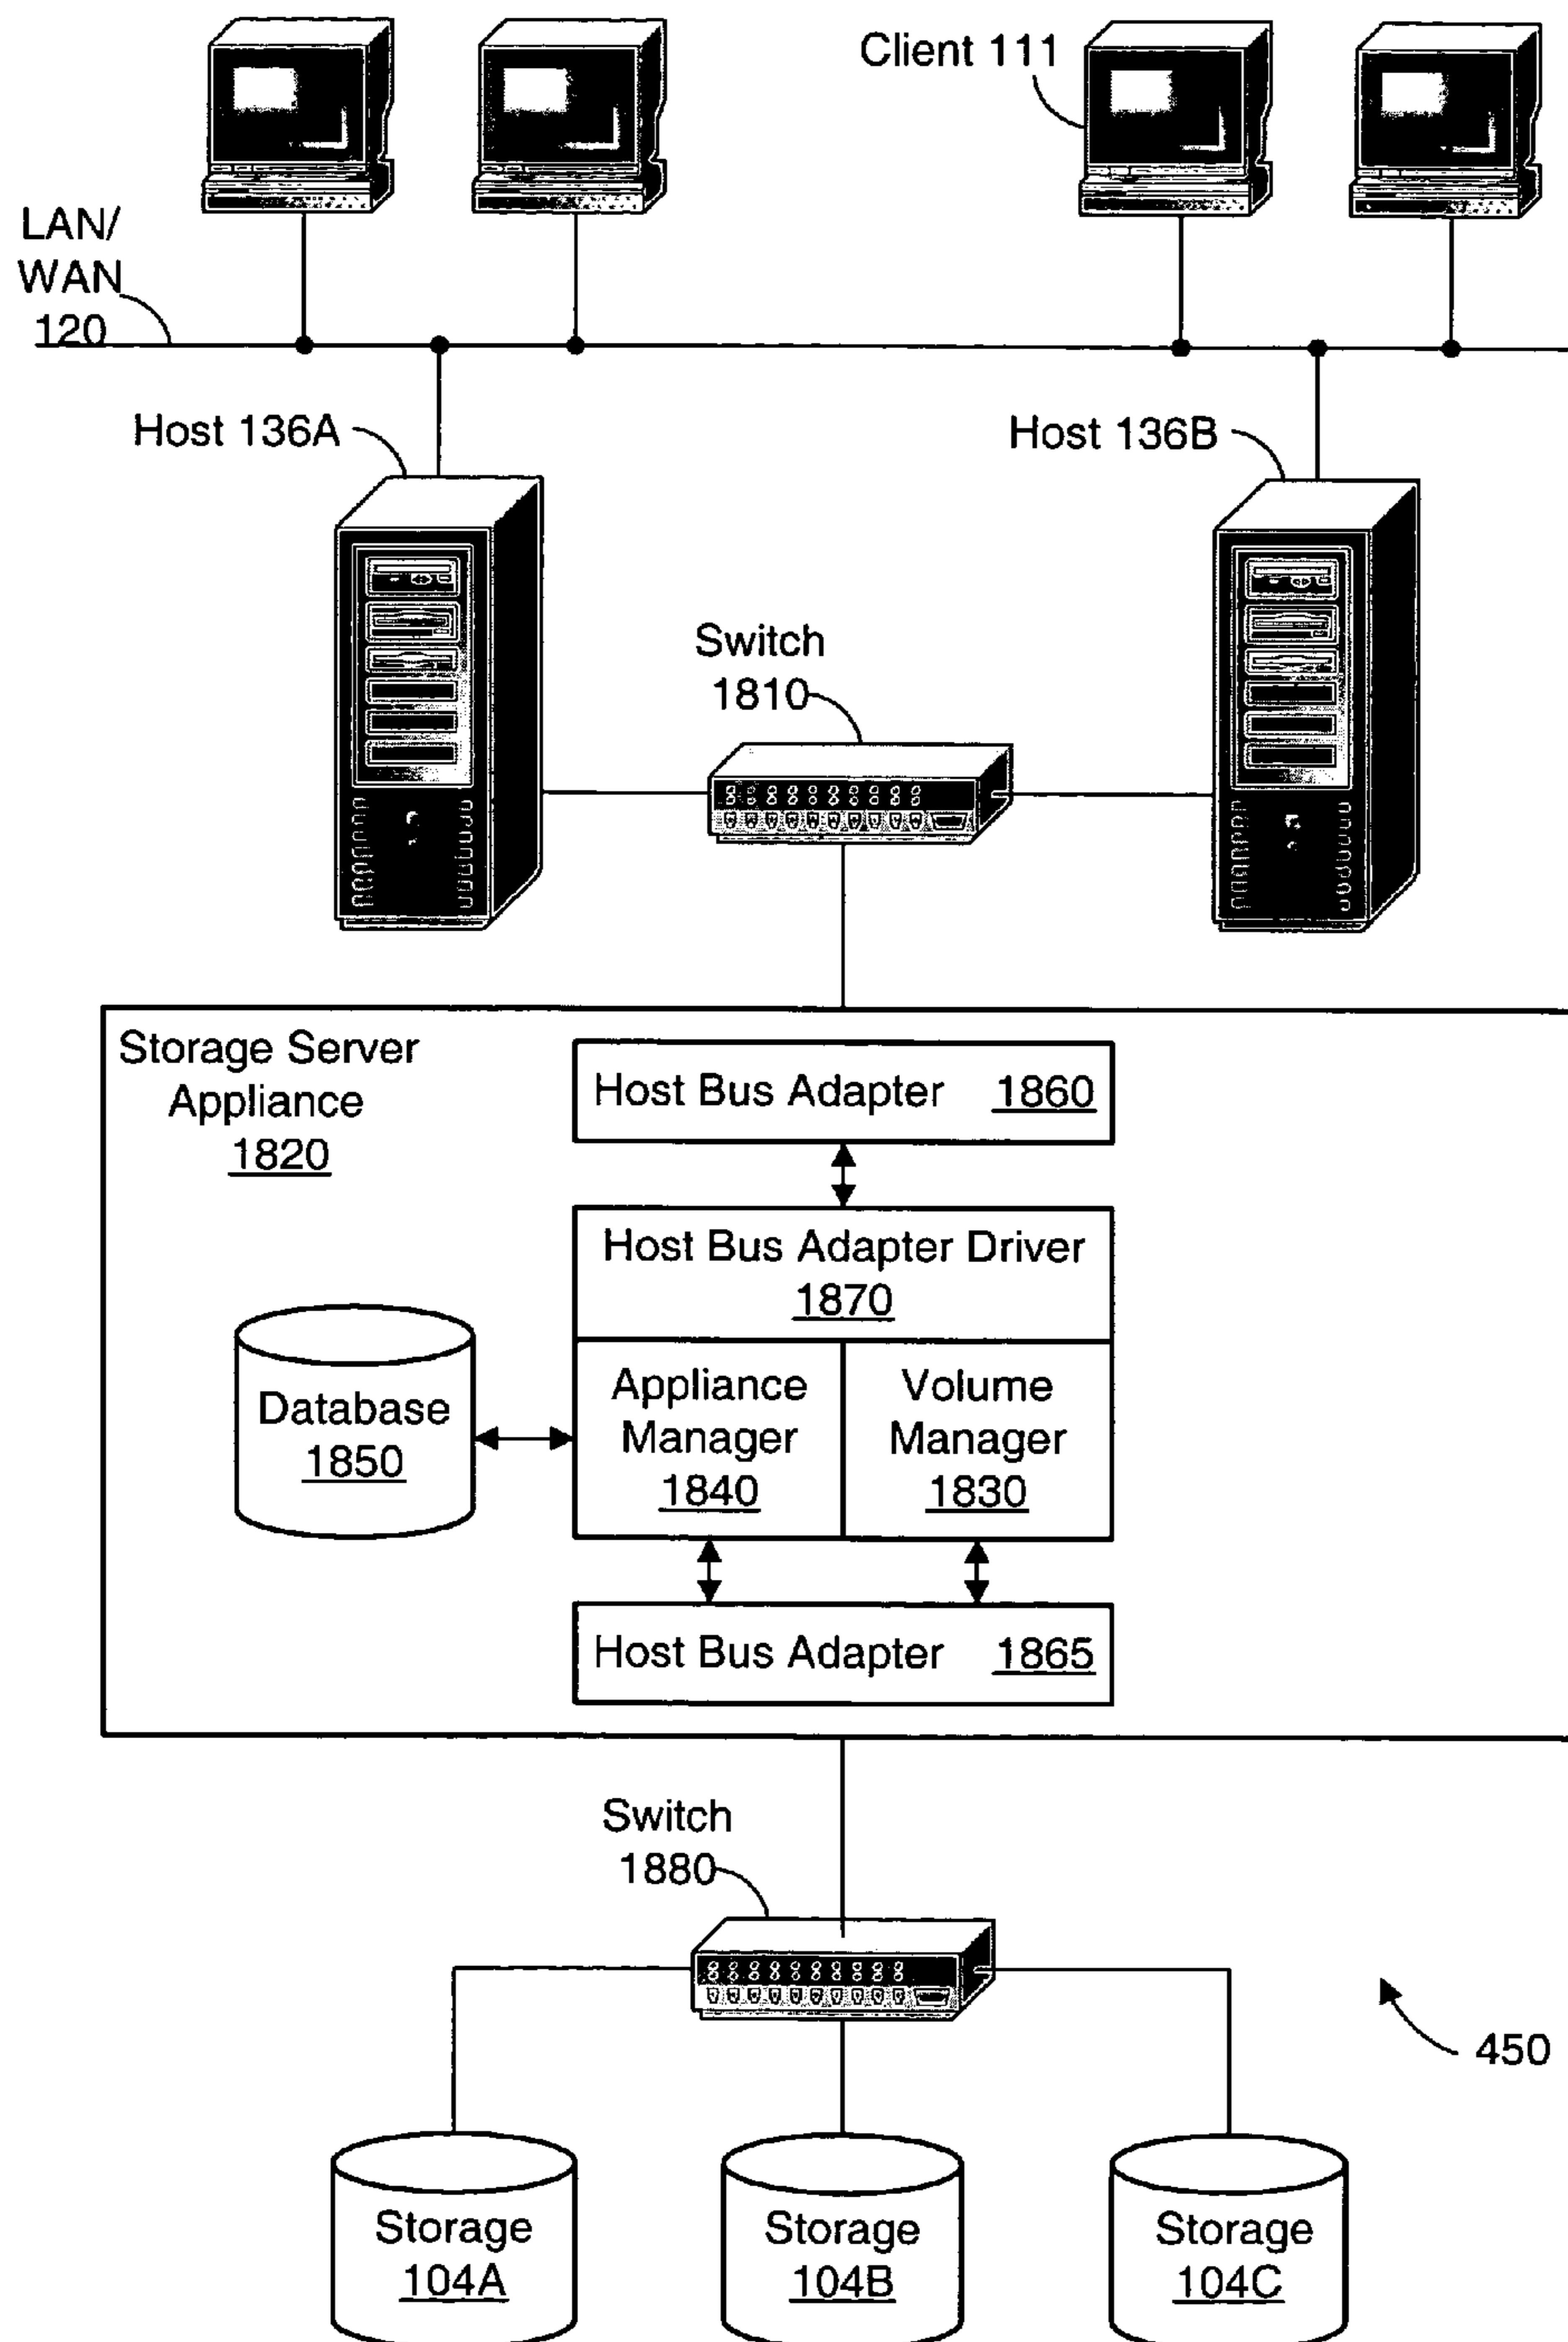 Client 111
LAN/
WAN
120
Host 136A
Host 136B
Switch
1810
Storage Server
Appliance
1820
Host Bus Adapter 1860
Host Bus Adapter Driver
1870
Database
1850
Appliance
Manager
1840
Volume
Manager
1830
Host Bus Adapter 1865
Switch
1880
450
Storage
104A
Storage
104B
Storage
104C